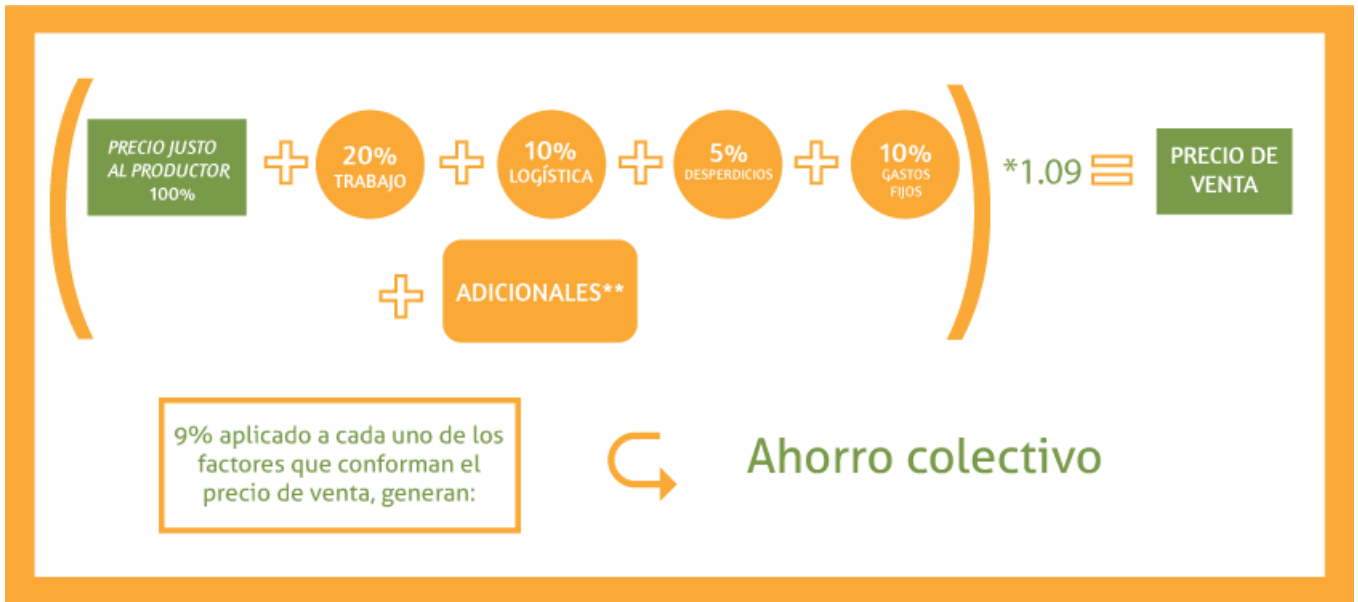 PRECIO JUSTO
AL PRODUCTOR
100%
+
20%
TRABAJO
+
10%
LOGÍSTICA
+
5%
DESPERDICIOS
+
10%
GASTOS
FIJOS
*1.09
=
PRECIO DE
VENTA
+
ADICIONALES**
9% aplicado a cada uno de los
factores que conforman el
precio de venta, generan:
Ahorro colectivo